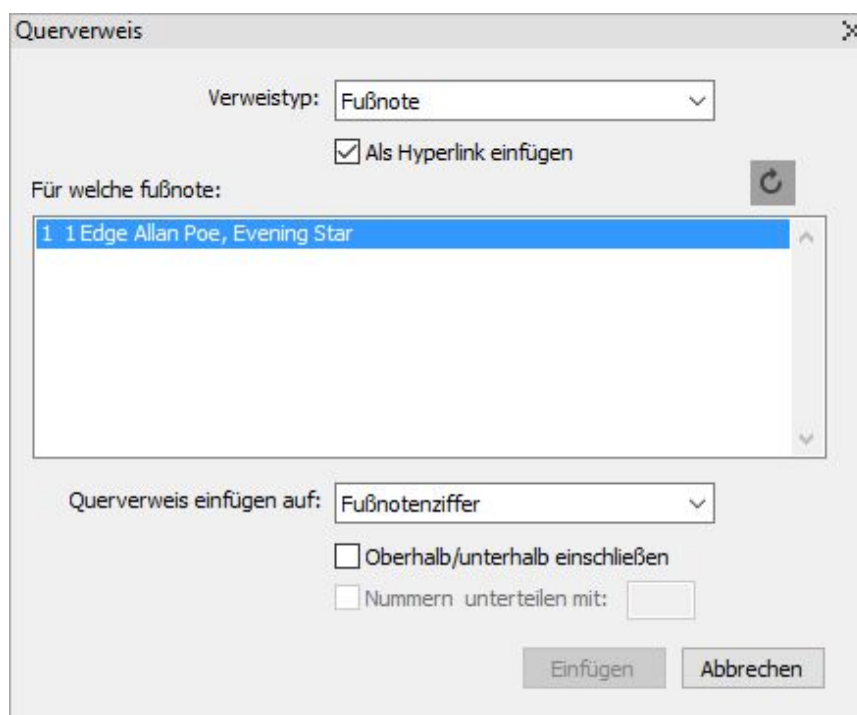 Querverweis
Verweistyp: Fußnote
Als Hyperlink einfügen
Für welche fußnote:
1 1 Edge Allan Poe, Evening Star
Querverweis einfügen auf: Fußnotenziffer
Oberhalb/unterhalb einschließen
Nummern unterteilen mit:
Einfügen Abbrechen